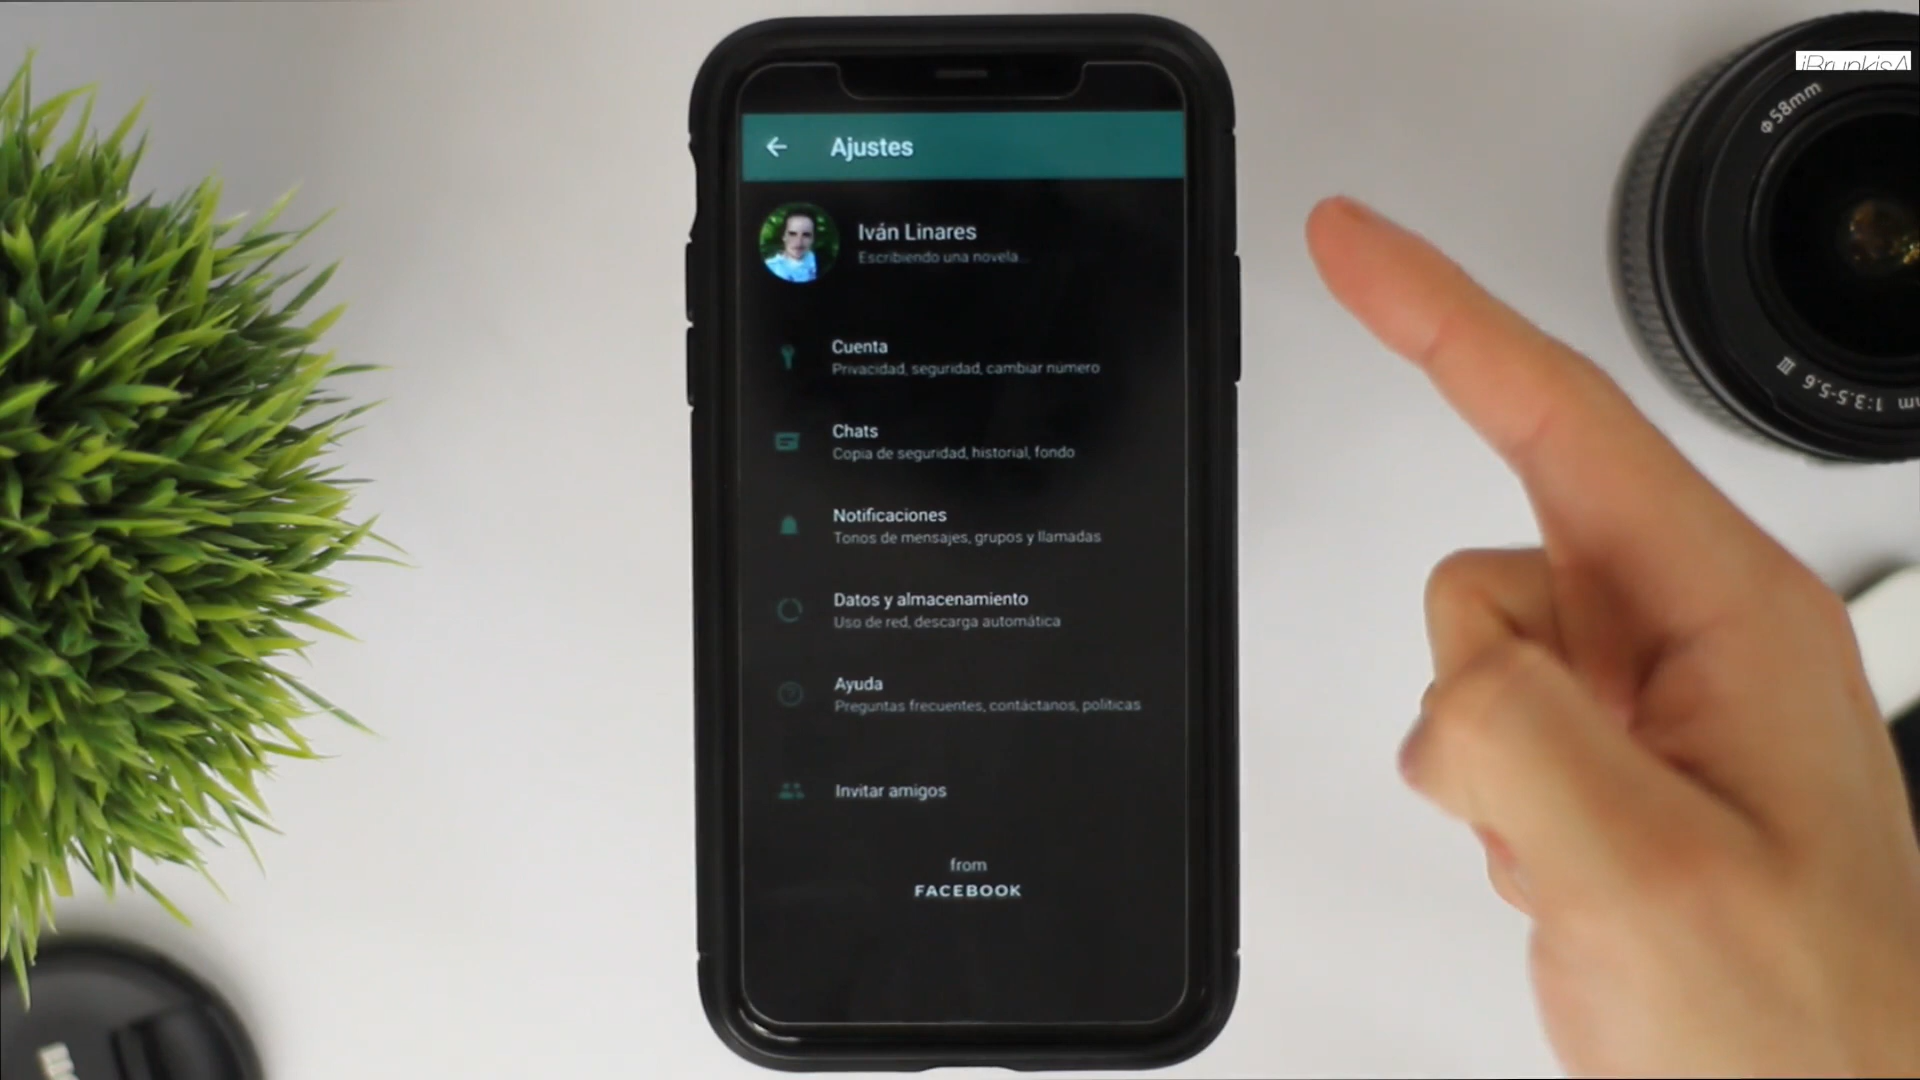 Ajustes
Iván Linares
Escribiendo una novela...
Cuenta
Privacidad, seguridad, cambiar número
Chats
Copia de seguridad, historial, fondo
Notificaciones
Tonos de mensajes, grupos y llamadas
Datos y almacenamiento
Uso de red, descarga automática
Ayuda
Preguntas frecuentes, contáctanos, políticas
Invitar amigos
from
FACEBOOK
Φ58mm
1:3.5-5.6 III